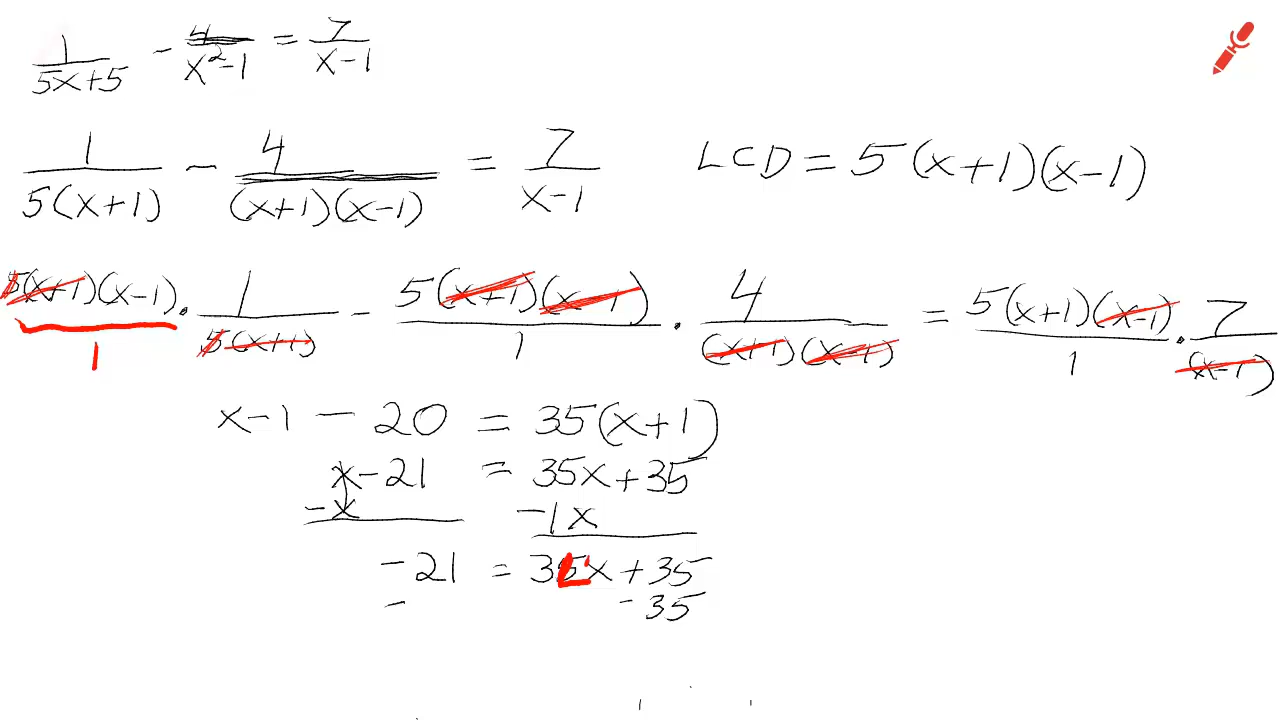 1/(5x+5) - 4/(x²-1) = 7/(x-1)
1/(5(x+1)) - 4/((x+1)(x-1)) = 7/(x-1) LCD = 5(x+1)(x-1)
5(x+1)(x-1)/1 · 1/(5(x+1)) - 5(x+1)(x-1)/1 · 4/((x+1)(x-1)) = 5(x+1)(x-1)/1 · 7/(x-1)
x-1 - 20 = 35(x+1)
x-21 = 35x+35
-x -1x
-21 = 3 x+35
- -35